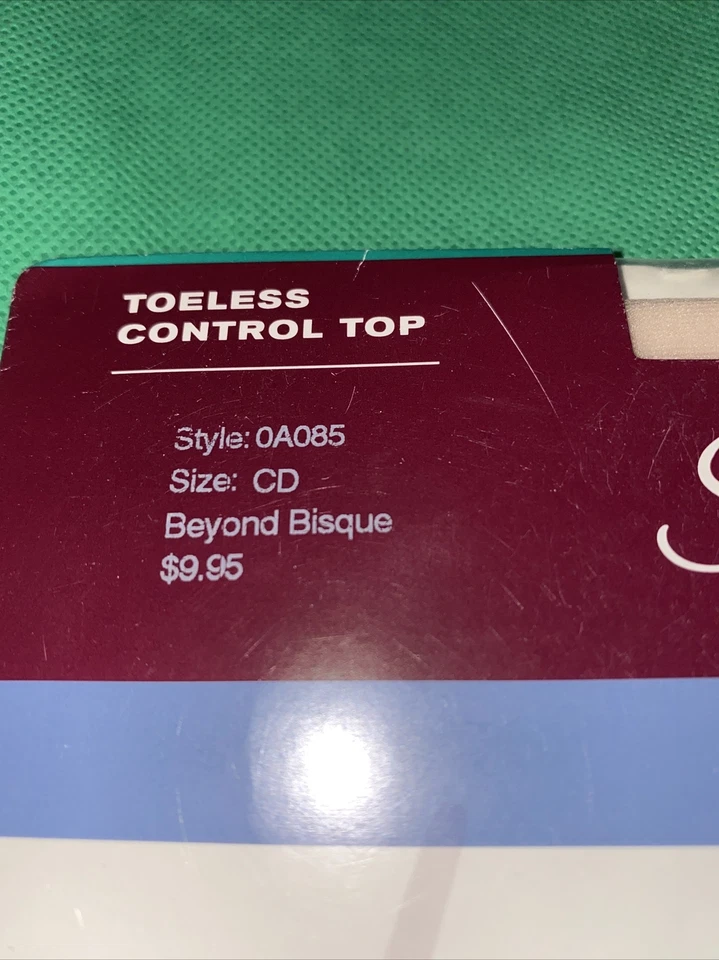 TOELESS
CONTROL TOP
Style: 0A085
Size: CD
Beyond Bisque
$9.95